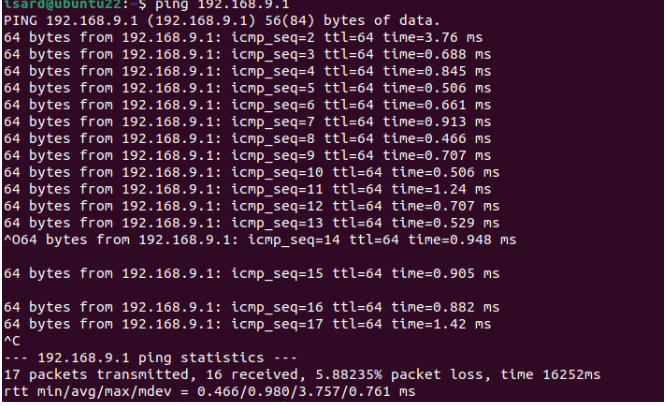 isard@ubuntu22:~$ ping 192.168.9.1
PING 192.168.9.1 (192.168.9.1) 56(84) bytes of data.
64 bytes from 192.168.9.1: icmp_seq=2 ttl=64 time=3.76 ms
64 bytes from 192.168.9.1: icmp_seq=3 ttl=64 time=0.688 ms
64 bytes from 192.168.9.1: icmp_seq=4 ttl=64 time=0.845 ms
64 bytes from 192.168.9.1: icmp_seq=5 ttl=64 time=0.506 ms
64 bytes from 192.168.9.1: icmp_seq=6 ttl=64 time=0.661 ms
64 bytes from 192.168.9.1: icmp_seq=7 ttl=64 time=0.913 ms
64 bytes from 192.168.9.1: icmp_seq=8 ttl=64 time=0.466 ms
64 bytes from 192.168.9.1: icmp_seq=9 ttl=64 time=0.707 ms
64 bytes from 192.168.9.1: icmp_seq=10 ttl=64 time=0.506 ms
64 bytes from 192.168.9.1: icmp_seq=11 ttl=64 time=1.24 ms
64 bytes from 192.168.9.1: icmp_seq=12 ttl=64 time=0.707 ms
64 bytes from 192.168.9.1: icmp_seq=13 ttl=64 time=0.529 ms
^O64 bytes from 192.168.9.1: icmp_seq=14 ttl=64 time=0.948 ms
64 bytes from 192.168.9.1: icmp_seq=15 ttl=64 time=0.905 ms
64 bytes from 192.168.9.1: icmp_seq=16 ttl=64 time=0.882 ms
64 bytes from 192.168.9.1: icmp_seq=17 ttl=64 time=1.42 ms
^C
--- 192.168.9.1 ping statistics ---
17 packets transmitted, 16 received, 5.88235% packet loss, time 16252ms
rtt min/avg/max/mdev = 0.466/0.980/3.757/0.761 ms